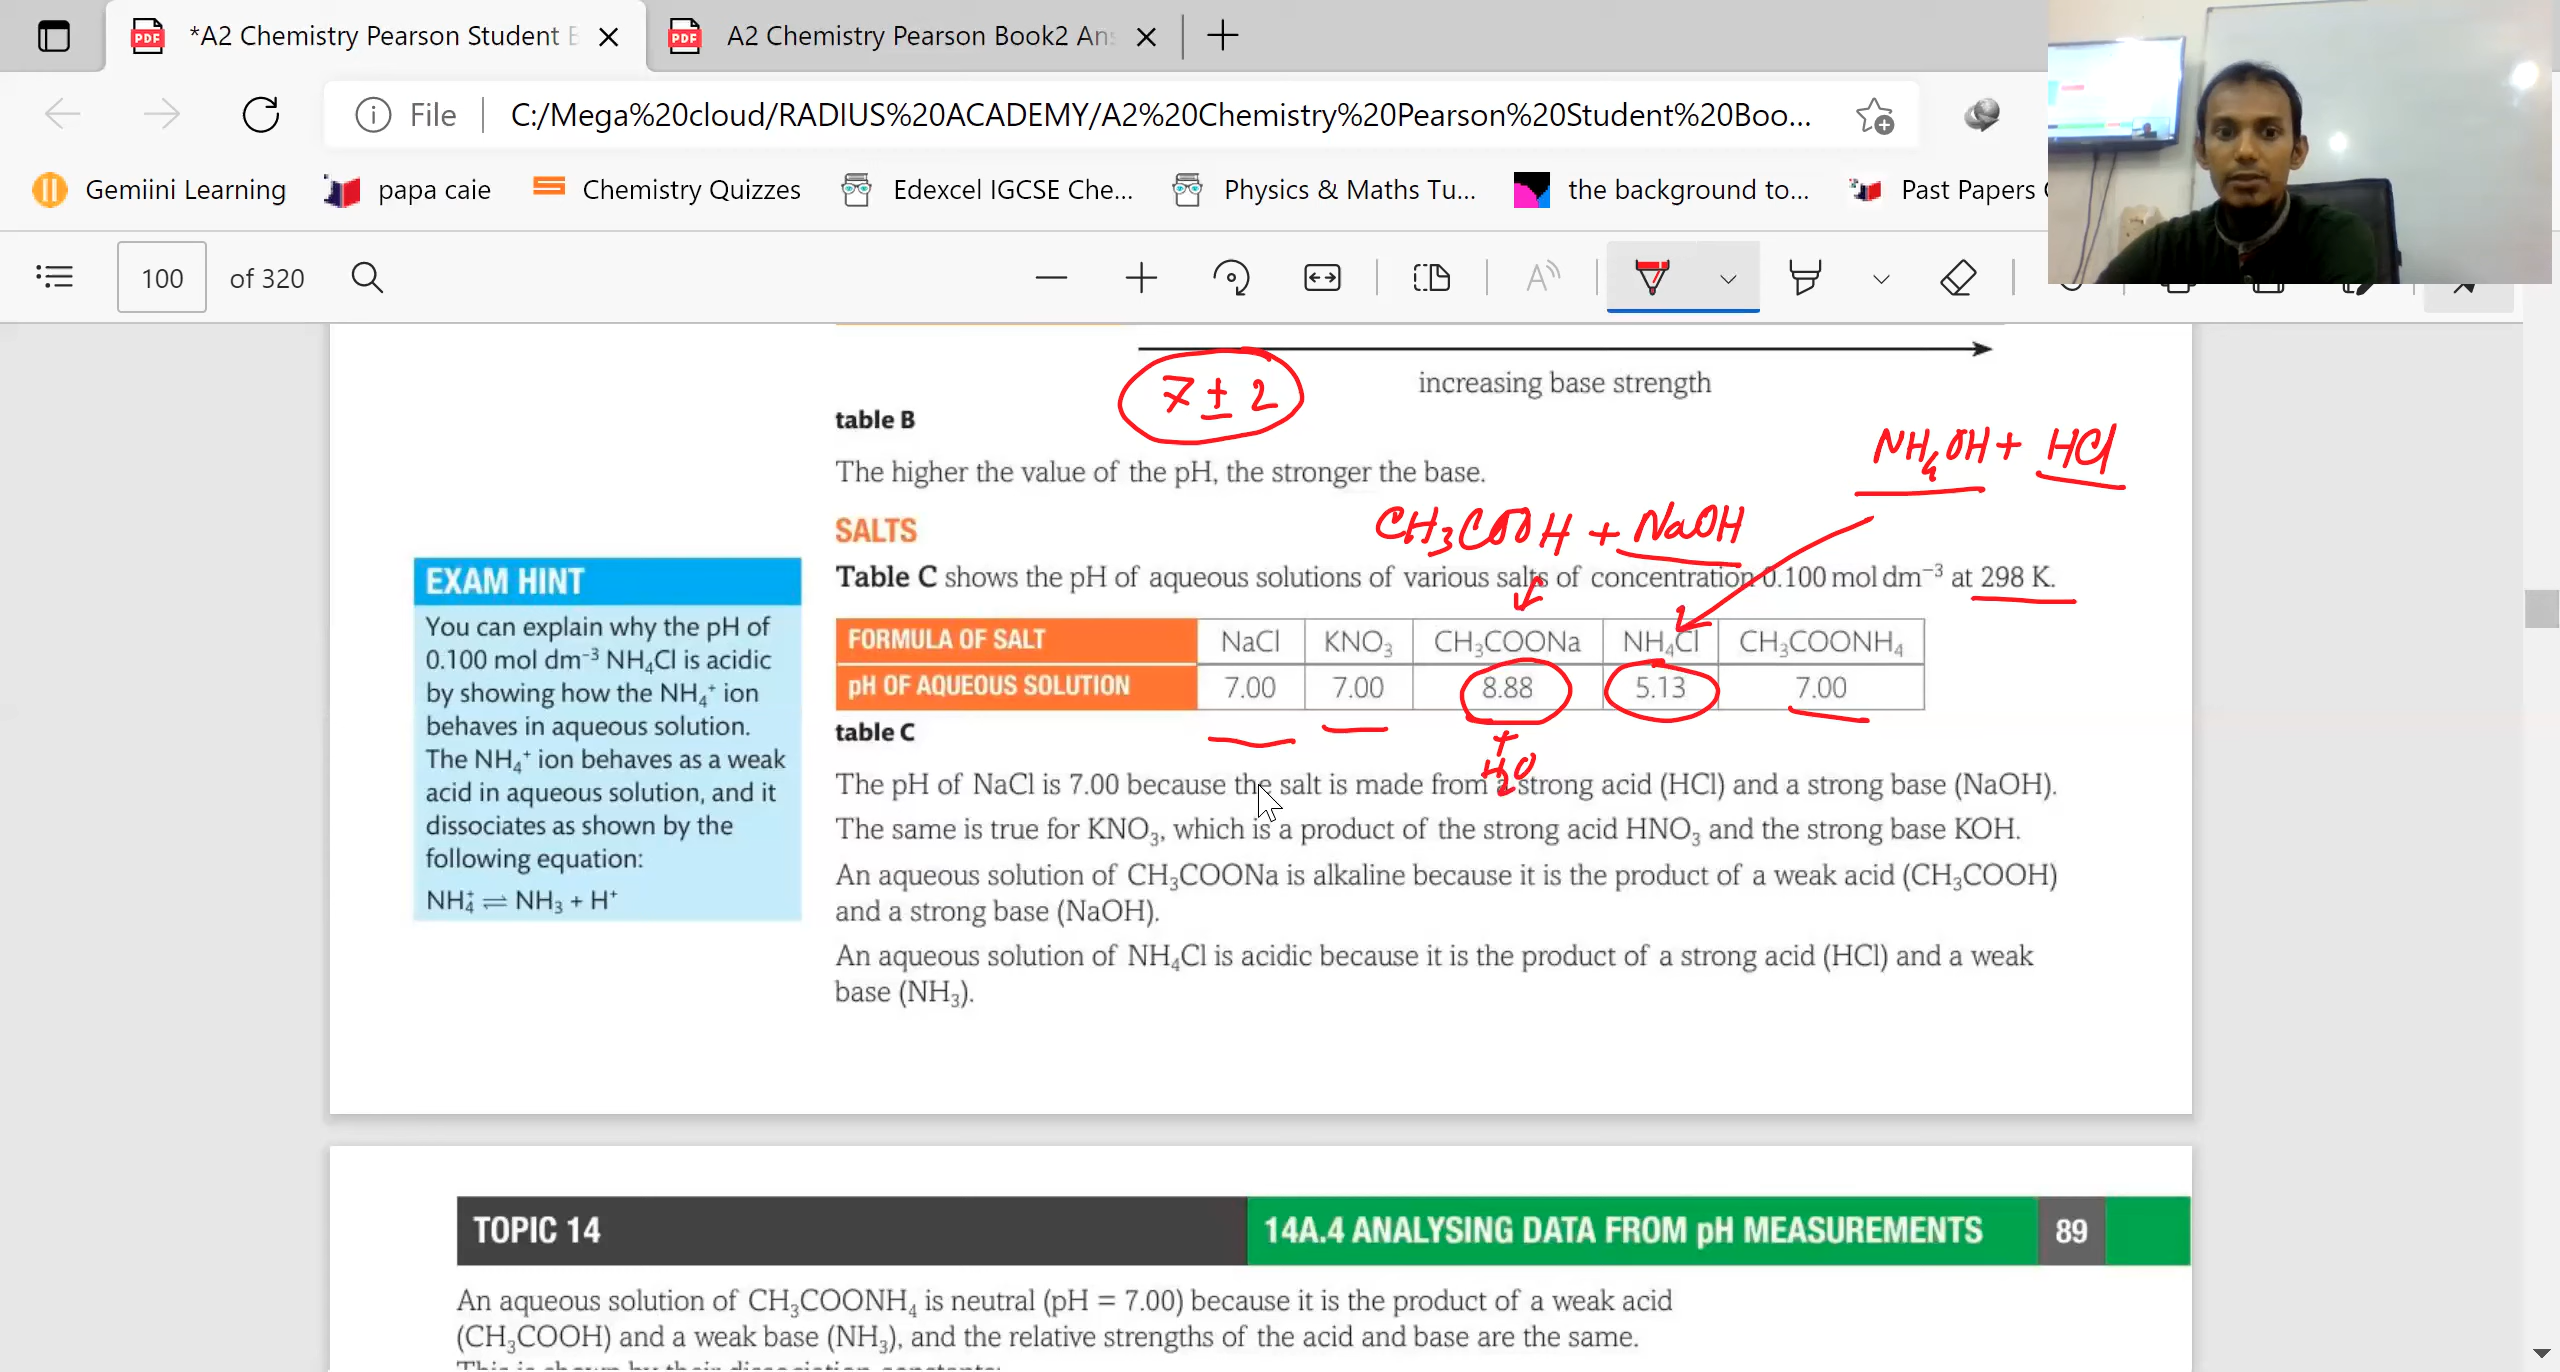 *A2 Chemistry Pearson Student
A2 Chemistry Pearson Book2 An
File
C:/Mega%20cloud/RADIUS%20ACADEMY/A2%20Chemistry%20Pearson%20Student%20Boo...
Gemiini Learning
papa caie
Chemistry Quizzes
Edexcel IGCSE Che...
Physics & Maths Tu...
the background to...
Past Papers
100 of 320
increasing base strength
7 ± 2
table B
NH₄OH + HCl
The higher the value of the pH, the stronger the base.
CH₃COOH + NaOH
SALTS
Table C shows the pH of aqueous solutions of various salts of concentration 0.100 mol dm⁻³ at 298 K.
FORMULA OF SALT NaCl KNO₃ CH₃COONa NH₄Cl CH₃COONH₄
pH OF AQUEOUS SOLUTION 7.00 7.00 8.88 5.13 7.00
table C
+
H₂O
The pH of NaCl is 7.00 because the salt is made from a strong acid (HCl) and a strong base (NaOH).
The same is true for KNO₃, which is a product of the strong acid HNO₃ and the strong base KOH.
An aqueous solution of CH₃COONa is alkaline because it is the product of a weak acid (CH₃COOH)
and a strong base (NaOH).
An aqueous solution of NH₄Cl is acidic because it is the product of a strong acid (HCl) and a weak
base (NH₃).
EXAM HINT
You can explain why the pH of
0.100 mol dm⁻³ NH₄Cl is acidic
by showing how the NH₄⁺ ion
behaves in aqueous solution.
The NH₄⁺ ion behaves as a weak
acid in aqueous solution, and it
dissociates as shown by the
following equation:
NH₄⁺ ⇌ NH₃ + H⁺
TOPIC 14
14A.4 ANALYSING DATA FROM pH MEASUREMENTS
89
An aqueous solution of CH₃COONH₄ is neutral (pH = 7.00) because it is the product of a weak acid
(CH₃COOH) and a weak base (NH₃), and the relative strengths of the acid and base are the same.
This is shown by their dissociation constants: